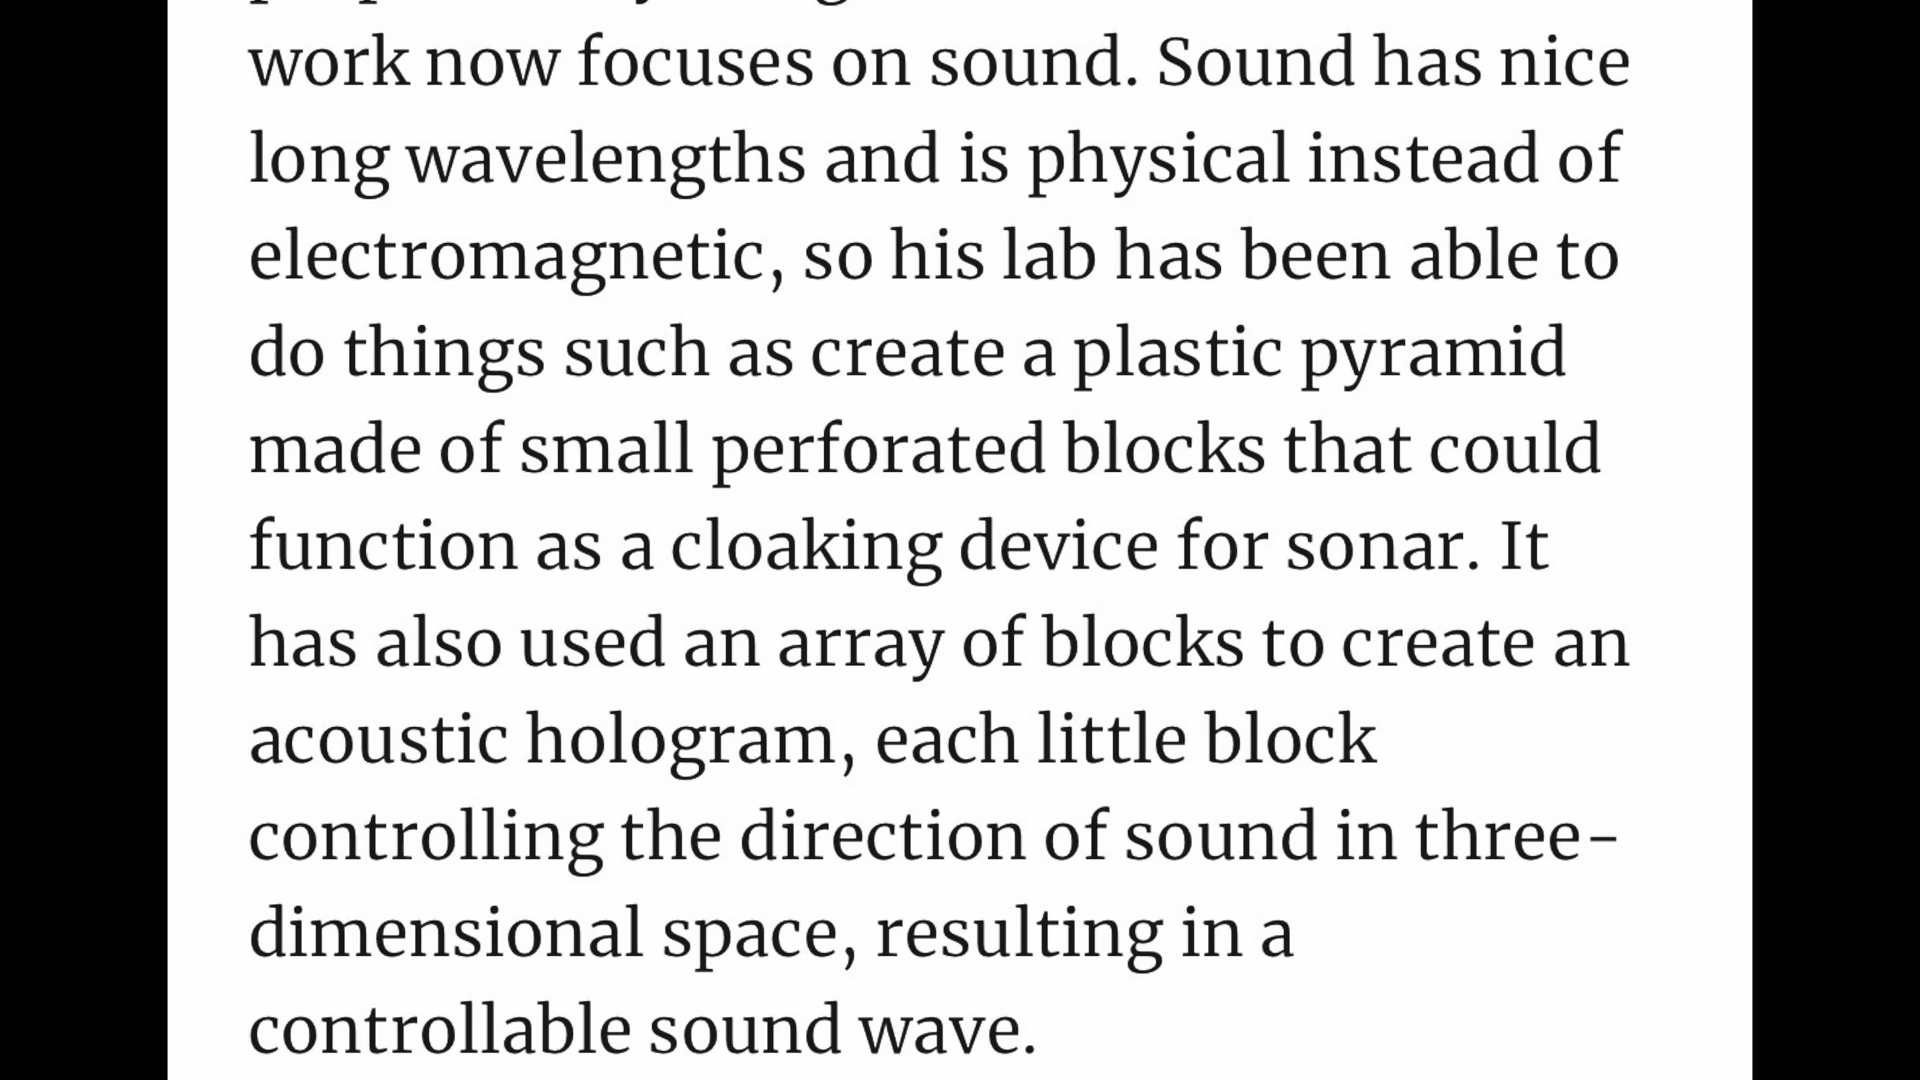 work now focuses on sound. Sound has nice
long wavelengths and is physical instead of
electromagnetic, so his lab has been able to
do things such as create a plastic pyramid
made of small perforated blocks that could
function as a cloaking device for sonar. It
has also used an array of blocks to create an
acoustic hologram, each little block
controlling the direction of sound in three-
dimensional space, resulting in a
controllable sound wave.